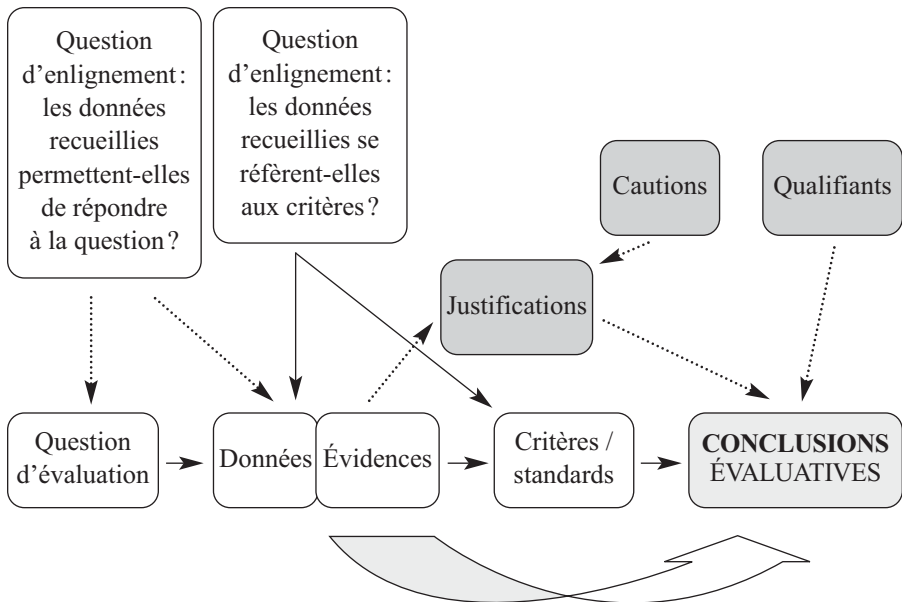 Question
d’enlignement :
les données
recueillies
permettent-elles
de répondre
à la question ?
Question
d’enlignement :
les données
recueillies se
réfèrent-elles
aux critères ?
Cautions
Qualifiants
Justifications
Question
d’évaluation
Données
Évidences
Critères /
standards
CONCLUSIONS
ÉVALUATIVES